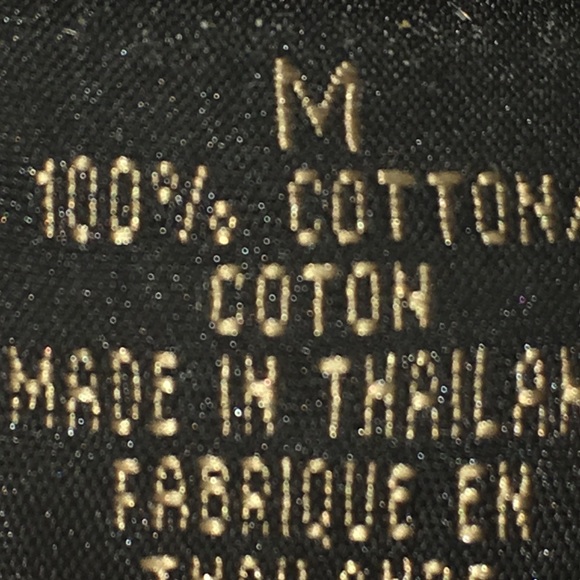 M
100% COTTON/
COTON
MADE IN THAILAN
FABRIQUE EN